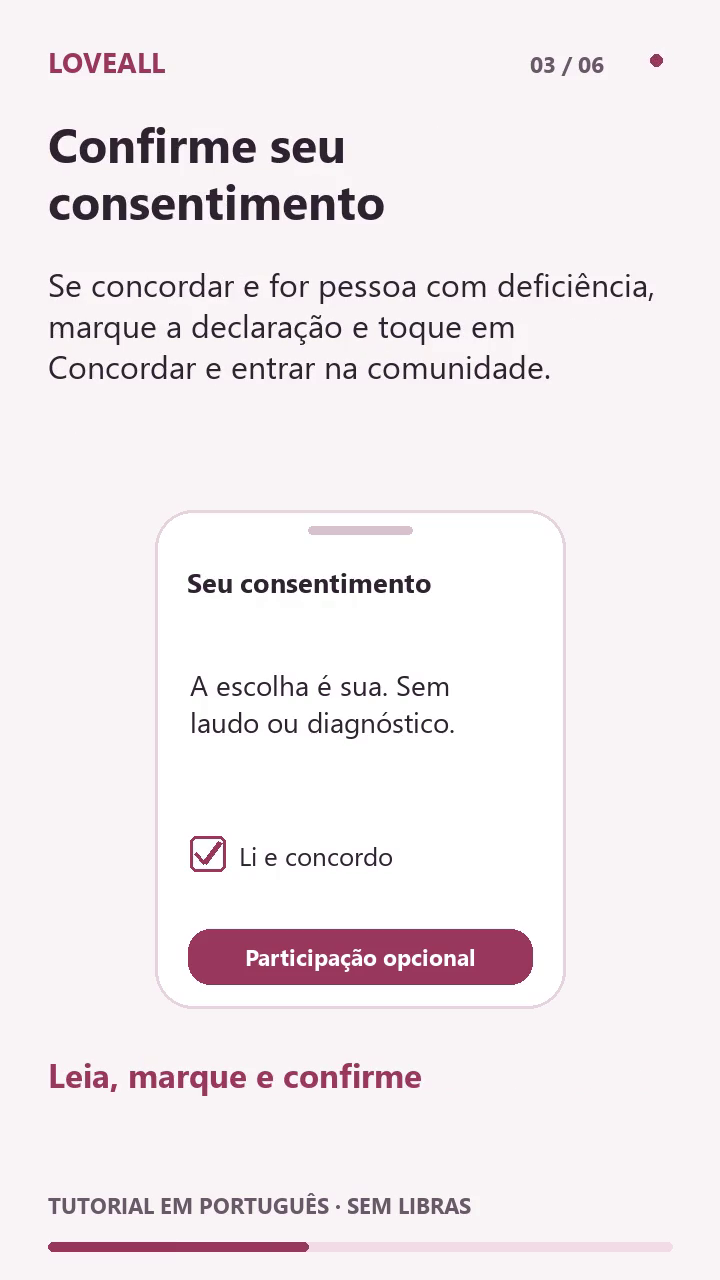 LOVEALL
03 / 06
Confirme seu
consentimento
Se concordar e for pessoa com deficiência,
marque a declaração e toque em
Concordar e entrar na comunidade.
Seu consentimento
A escolha é sua. Sem
laudo ou diagnóstico.
Li e concordo
Participação opcional
Leia, marque e confirme
TUTORIAL EM PORTUGUÊS · SEM LIBRAS